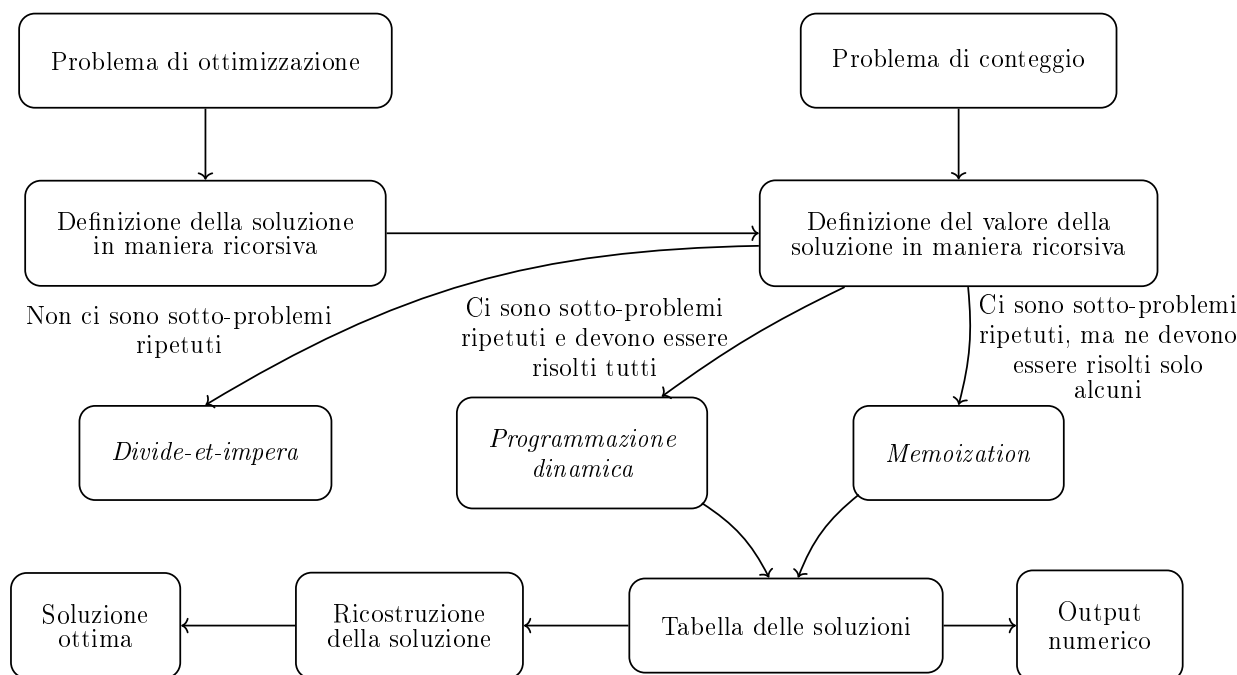 Problema di ottimizzazione
Problema di conteggio
Definizione della soluzione
in maniera ricorsiva
Definizione del valore della
soluzione in maniera ricorsiva
Non ci sono sotto-problemi
ripetuti
Ci sono sotto-problemi
ripetuti e devono essere
risolti tutti
Ci sono sotto-problemi
ripetuti, ma ne devono
essere risolti solo
alcuni
Divide-et-impera
Programmazione
dinamica
Memoization
Soluzione
ottima
Ricostruzione
della soluzione
Tabella delle soluzioni
Output
numerico